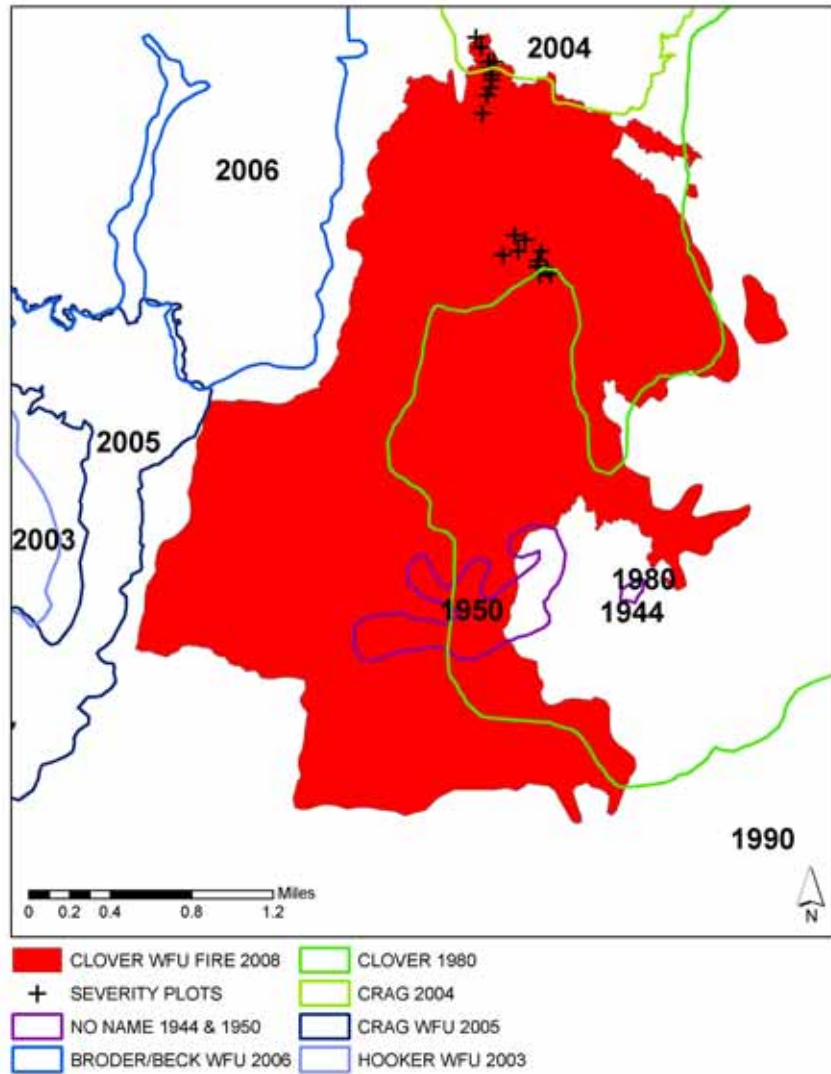 2004
2006
2005
2003
1980
1950
1944
1990
Miles
0 0.2 0.4 0.8 1.2
N
CLOVER WFU FIRE 2008
CLOVER 1980
SEVERITY PLOTS
CRAG 2004
NO NAME 1944 & 1950
CRAG WFU 2005
BRODER/BECK WFU 2006
HOOKER WFU 2003